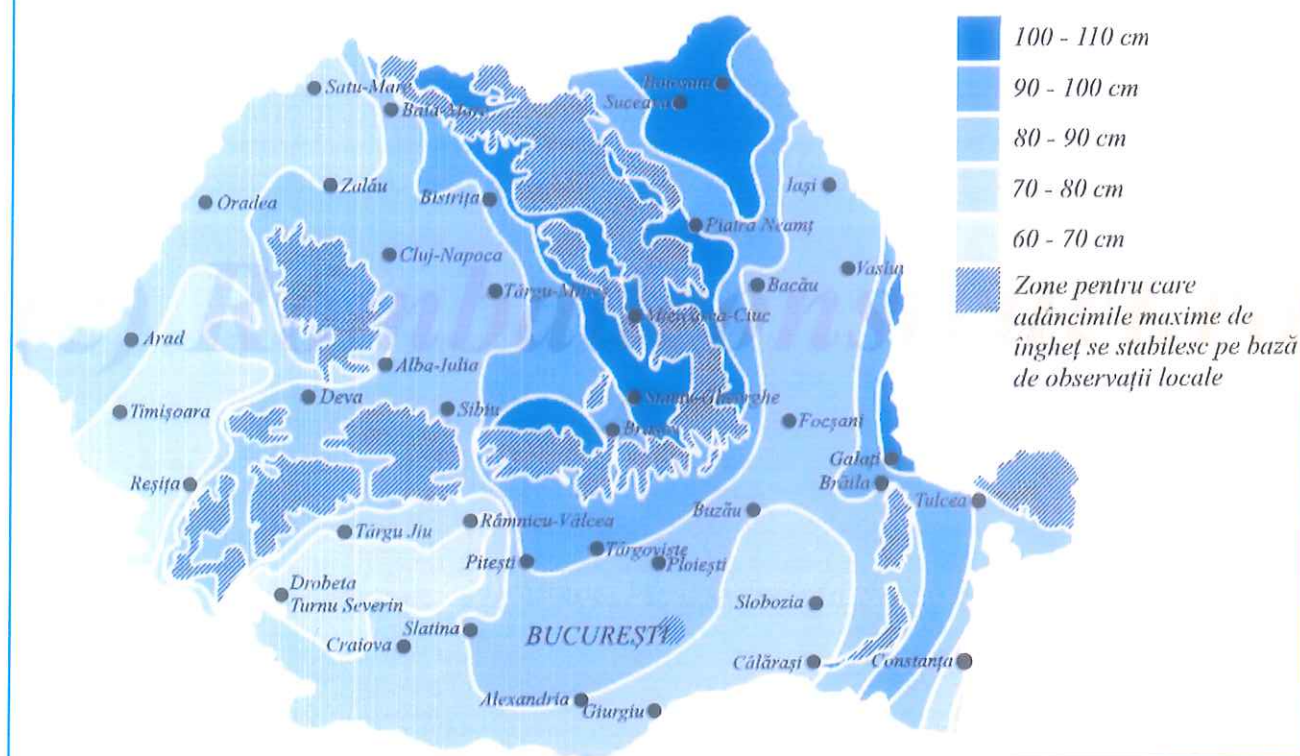 100 - 110 cm
90 - 100 cm
80 - 90 cm
70 - 80 cm
60 - 70 cm
Zone pentru care
adâncimile maxime de
îngheț se stabilesc pe bază
de observații locale
Satu-Mare
Baia-Mare
Botoșani
Suceava
Zalău
Oradea
Bistrița
Iași
Piatra Neamț
Cluj-Napoca
Vaslui
Bacău
Târgu-Mureș
Miercurea-Ciuc
Arad
Alba-Iulia
Deva
Sfântu-Gheorghe
Timișoara
Sibiu
Brașov
Focșani
Galați
Reșița
Brăila
Tulcea
Buzău
Târgu Jiu
Râmnicu-Vâlcea
Târgoviște
Pitești
Ploiești
Drobeta
Turnu Severin
Slobozia
Slatina
BUCUREȘTI
Craiova
Călărași
Constanța
Alexandria
Giurgiu